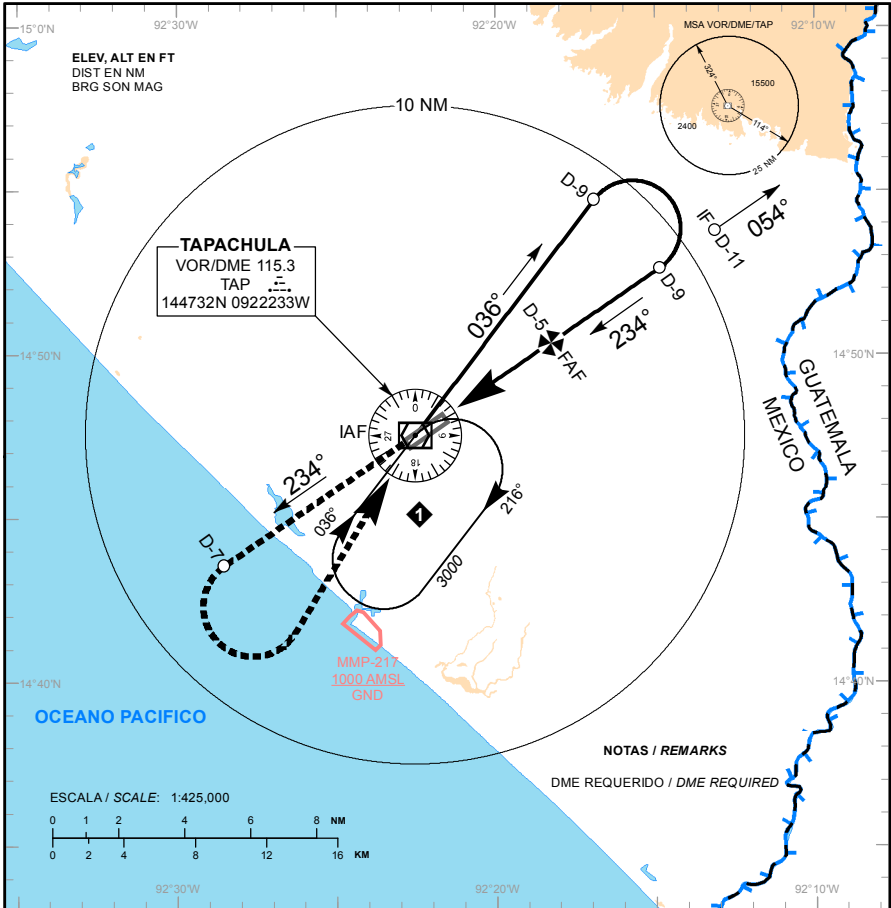 15°0'N
92°30'W
92°20'W
92°10'W
ELEV, ALT EN FT
DIST EN NM
BRG SON MAG
MSA VOR/DME/TAP
324°
15500
114°
2400
25 NM
10 NM
D-9
IF
D-11
054°
TAPACHULA
VOR/DME 115.3
TAP
144732N 0922233W
036°
D-9
234°
D-5
FAF
14°50'N
14°50'N
GUATEMALA
MEXICO
IAF
0
9
18
27
234°
036°
216°
1
3000
D-7
MMP-217
1000 AMSL
GND
14°40'N
14°40'N
OCEANO PACIFICO
NOTAS / REMARKS
DME REQUERIDO / DME REQUIRED
ESCALA / SCALE: 1:425,000
0 1 2 4 6 8 NM
0 2 4 8 12 16 KM
92°30'W
92°20'W
92°10'W